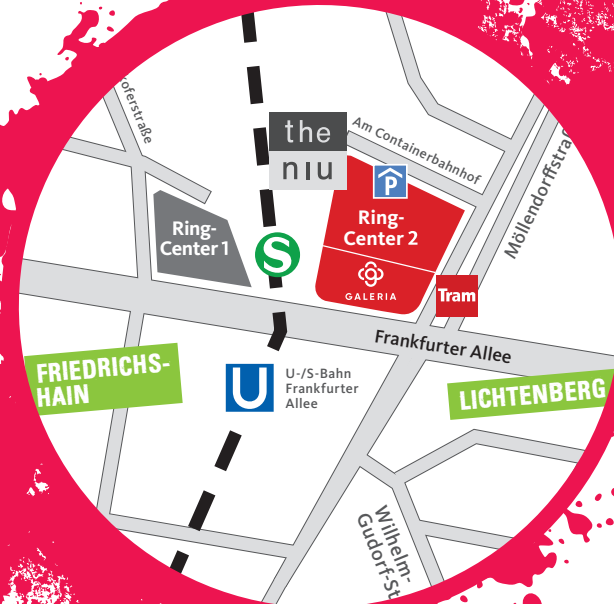 oferstraße
the
niu
Am Containerbahnhof
P
Möllendorffstraß
Ring-
Center 1
Ring-
Center 2
S
GALERIA
Tram
Frankfurter Allee
FRIEDRICHS-
HAIN
U
U-/S-Bahn
Frankfurter
Allee
LICHTENBERG
Wilhelm-
Gudorf-St